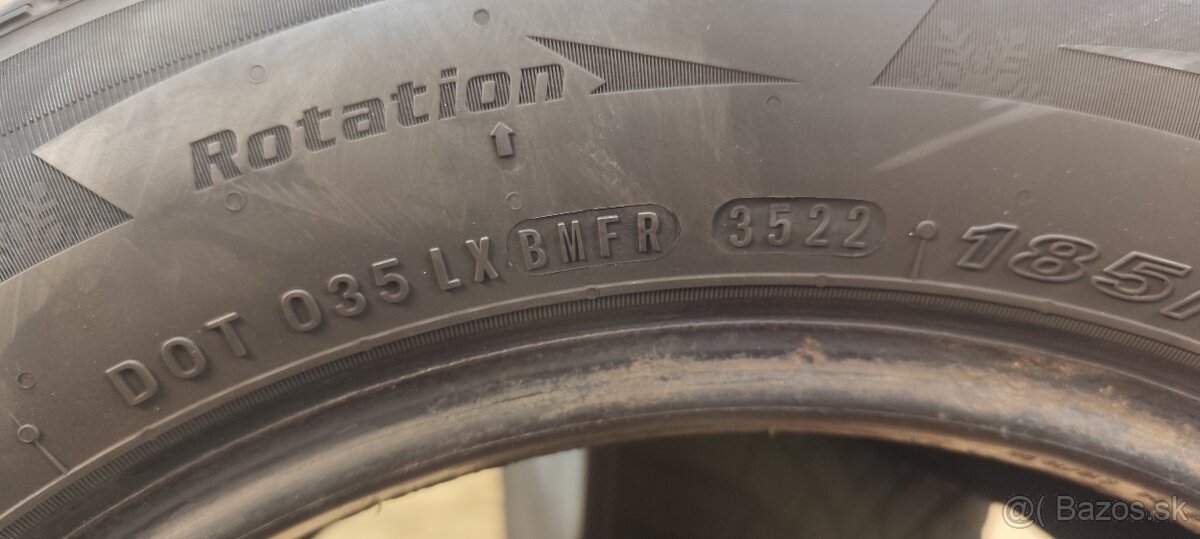 Rotation
DOT 035 LX BMFR 3522 185/
@( Bazos.sk